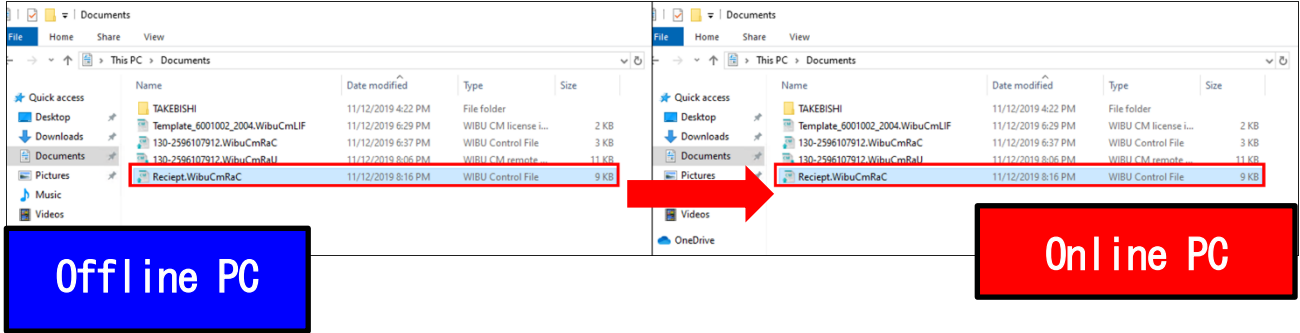 Documents
File Home Share View
This PC > Documents
Name Date modified Type Size
Quick access
Desktop
Downloads
Documents
Pictures
Music
Videos
TAKEBISHI 11/12/2019 4:22 PM File folder
Template_6001002_2004.WibuCmLIF 11/12/2019 6:29 PM WIBU CM license i... 2 KB
130-2596107912.WibuCmRaC 11/12/2019 6:37 PM WIBU Control File 3 KB
130-2596107912.WibuCmRaU 11/12/2019 8:06 PM WIBU CM remote ... 11 KB
Reciept.WibuCmRaC 11/12/2019 8:16 PM WIBU Control File 9 KB
Offline PC
Documents
File Home Share View
This PC > Documents
Name Date modified Type Size
Quick access
Desktop
Downloads
Documents
Pictures
Videos
OneDrive
TAKEBISHI 11/12/2019 4:22 PM File folder
Template_6001002_2004.WibuCmLIF 11/12/2019 6:29 PM WIBU CM license i... 2 KB
130-2596107912.WibuCmRaC 11/12/2019 6:37 PM WIBU Control File 3 KB
130-2596107912.WibuCmRaU 11/12/2019 8:06 PM WIBU CM remote ... 11 KB
Reciept.WibuCmRaC 11/12/2019 8:16 PM WIBU Control File 9 KB
Online PC